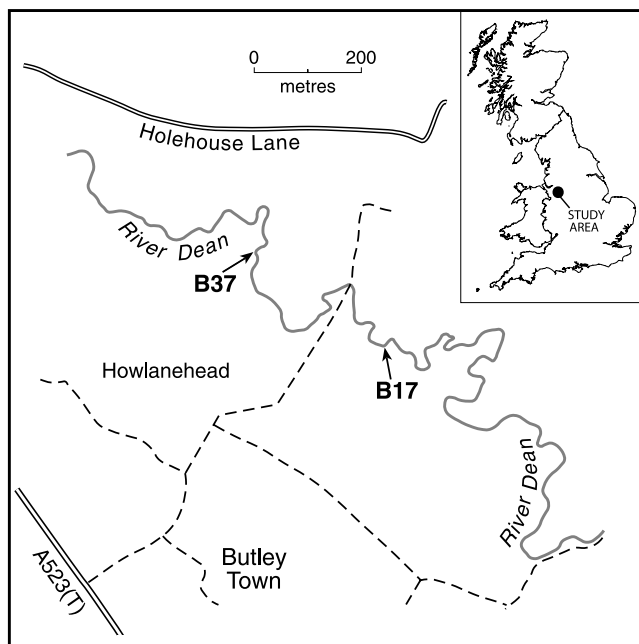 0 200
metres
Holehouse Lane
STUDY
AREA
River Dean
B37
Howlanehead
B17
River Dean
Butley
Town
A523(T)